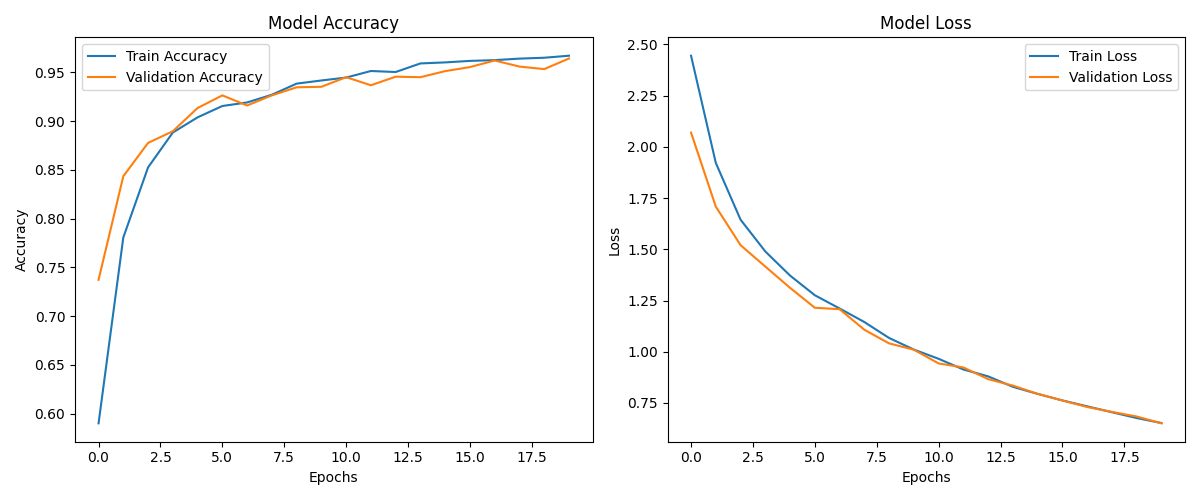 Model Accuracy
Train Accuracy
Validation Accuracy
0.95
0.90
0.85
0.80
0.75
0.70
0.65
0.60
Accuracy
0.0 2.5 5.0 7.5 10.0 12.5 15.0 17.5
Epochs
Model Loss
Train Loss
Validation Loss
2.50
2.25
2.00
1.75
1.50
1.25
1.00
0.75
Loss
0.0 2.5 5.0 7.5 10.0 12.5 15.0 17.5
Epochs